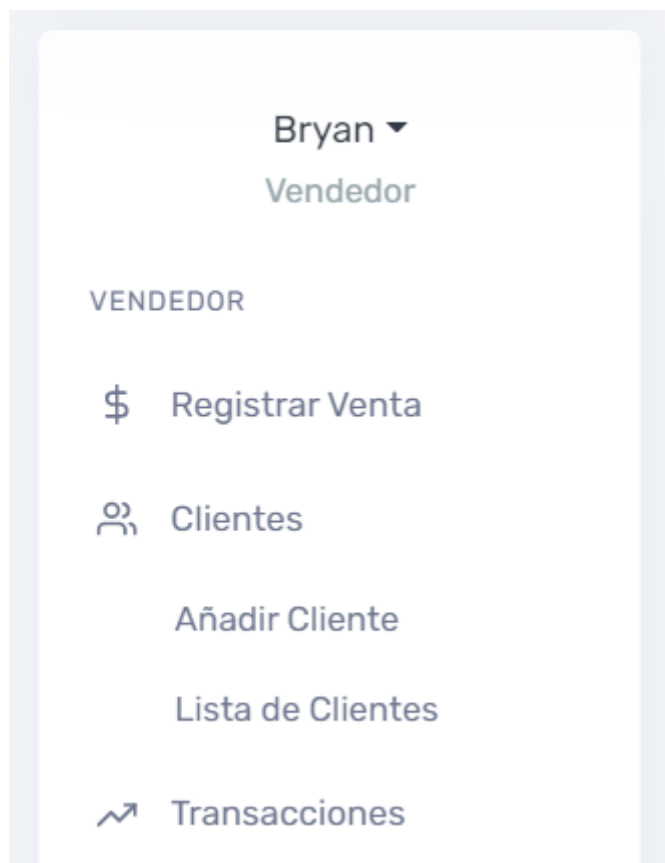 Bryan
Vendedor
VENDEDOR
Registrar Venta
Clientes
Añadir Cliente
Lista de Clientes
Transacciones